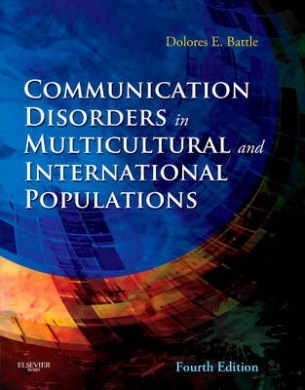 Dolores E. Battle
COMMUNICATION
DISORDERS in
MULTICULTURAL and
INTERNATIONAL
POPULATIONS
ELSEVIER
MOSBY
Fourth Edition